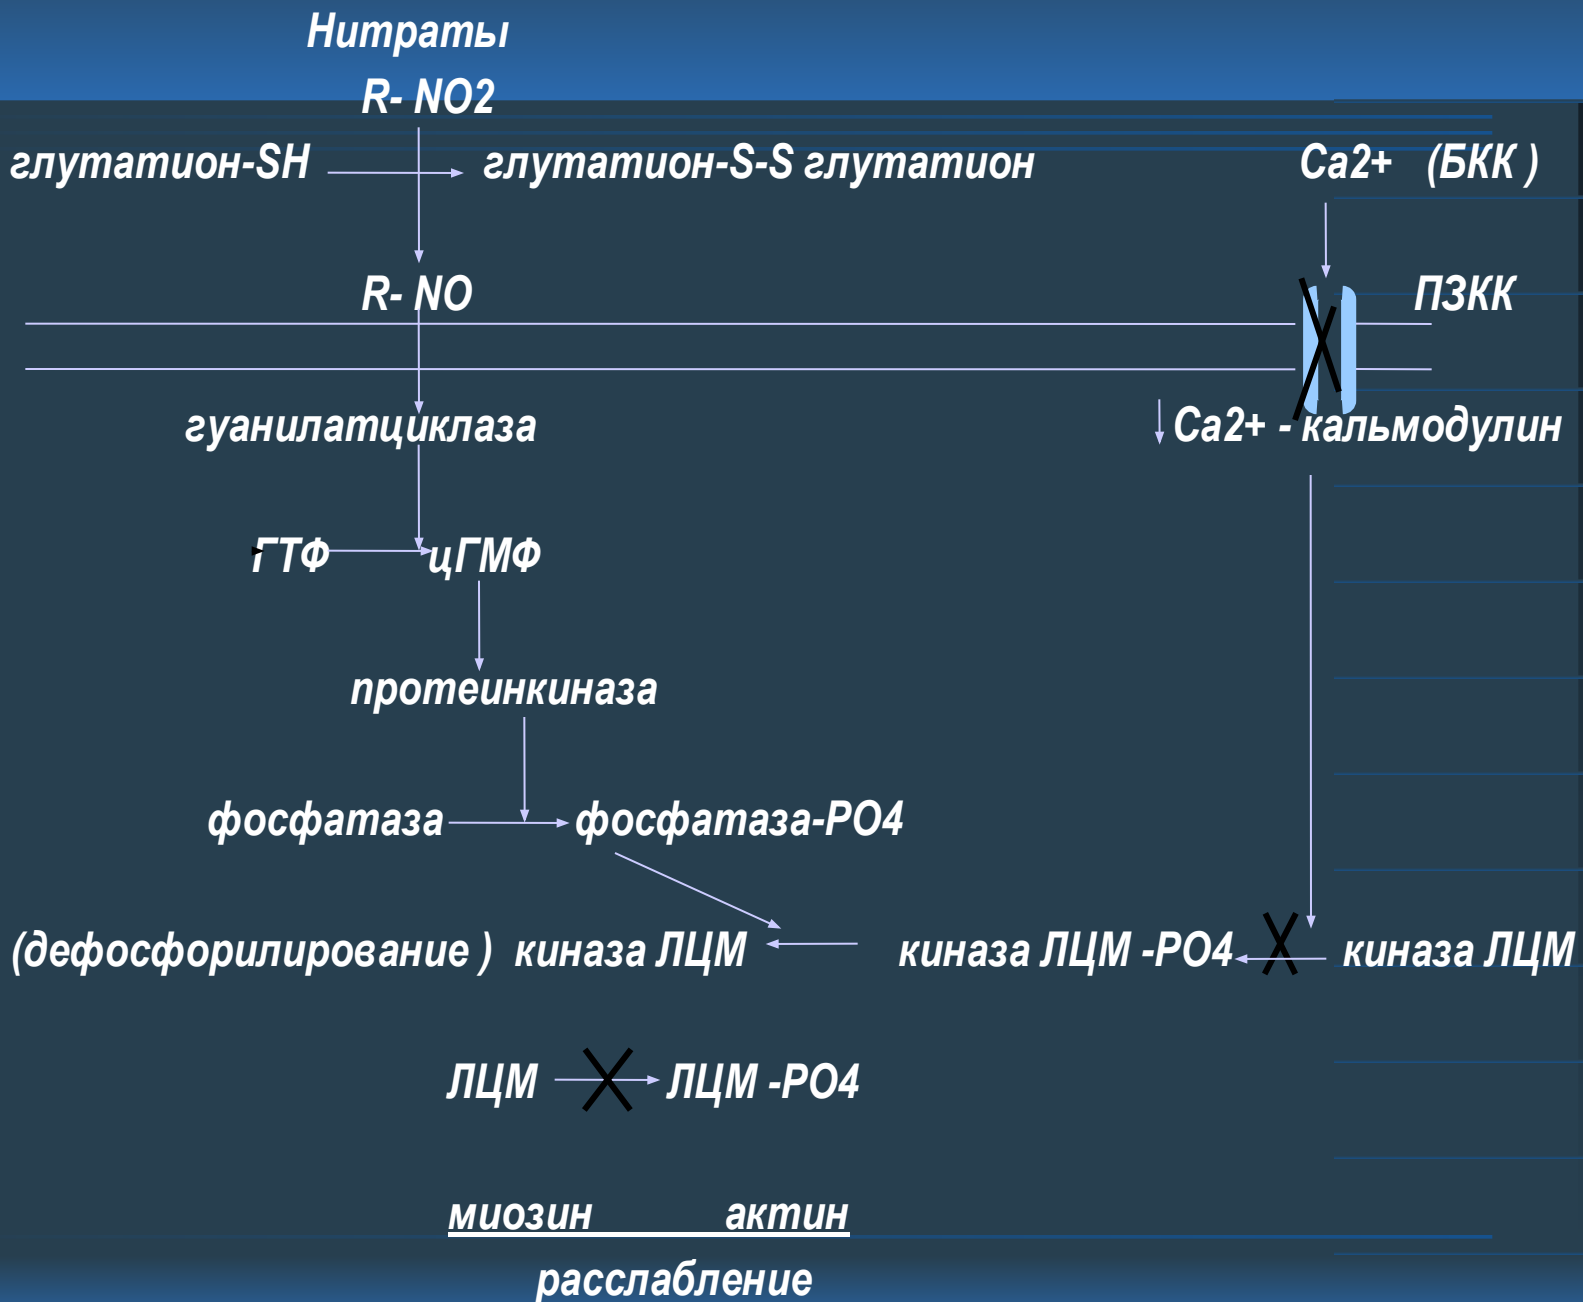 Нитраты
R- NO2
глутатион-SH глутатион-S-S глутатион Ca2+ (БКК )
R- NO ПЗКК
гуанилатциклаза Ca2+ - кальмодулин
ГТФ цГМФ
протеинкиназа
фосфатаза фосфатаза-PO4
(дефосфорилирование ) киназа ЛЦМ киназа ЛЦМ -PO4 киназа ЛЦМ
ЛЦМ ЛЦМ -PO4
миозин актин
расслабление